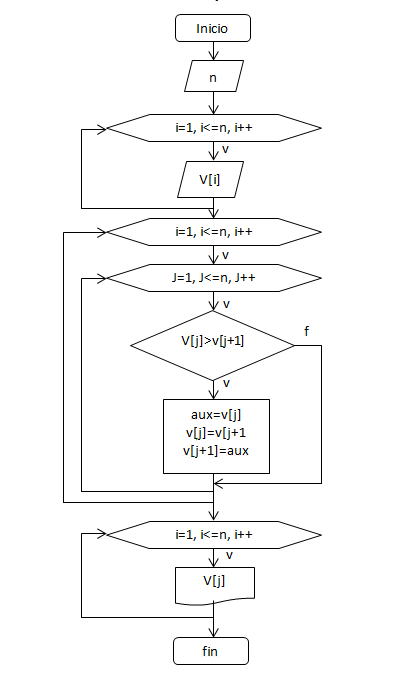 Inicio
n
i=1, i<=n, i++
v
V[i]
i=1, i<=n, i++
v
J=1, J<=n, J++
v
f
V[j]>v[j+1]
v
aux=v[j]
v[j]=v[j+1
v[j+1]=aux
i=1, i<=n, i++
v
V[j]
fin